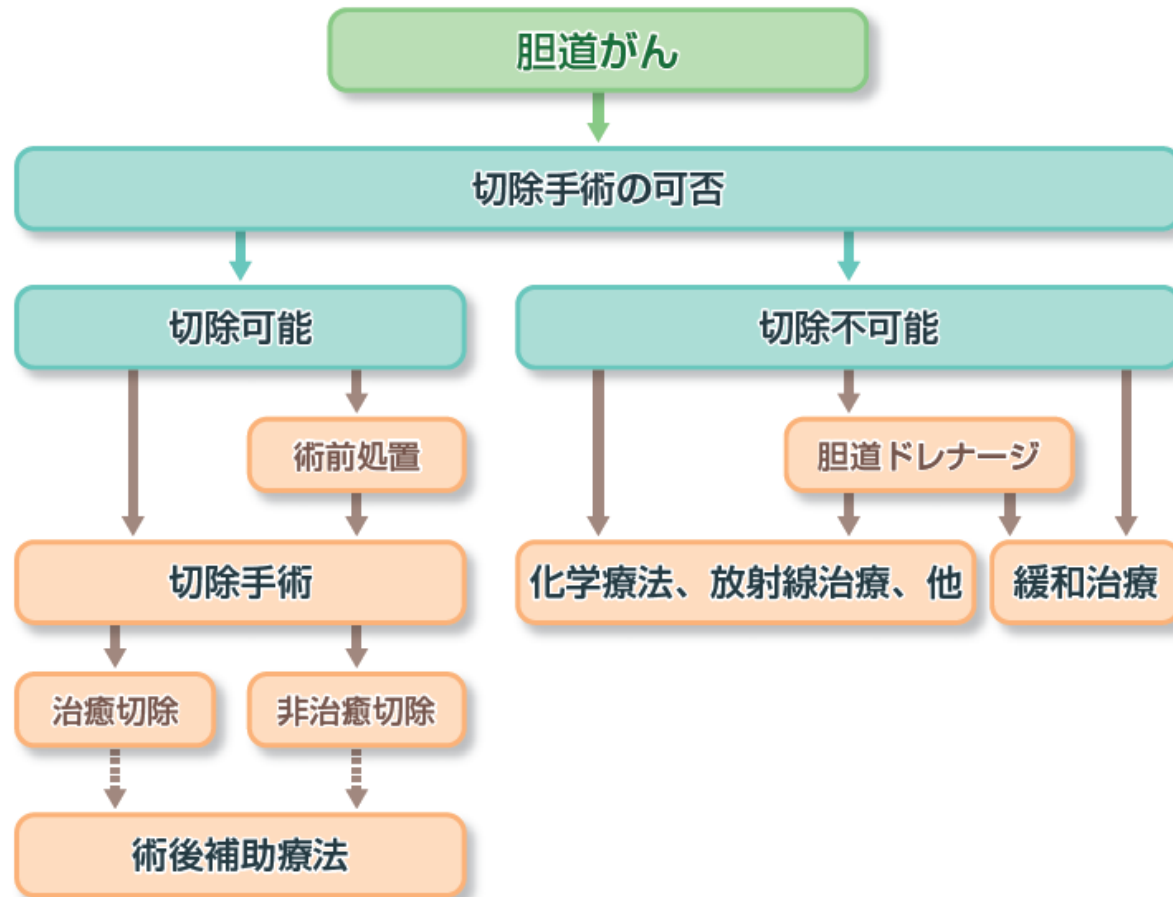 胆道がん
切除手術の可否
切除可能
切除不可能
術前処置
胆道ドレナージ
切除手術
化学療法、放射線治療、他
緩和治療
治癒切除
非治癒切除
術後補助療法